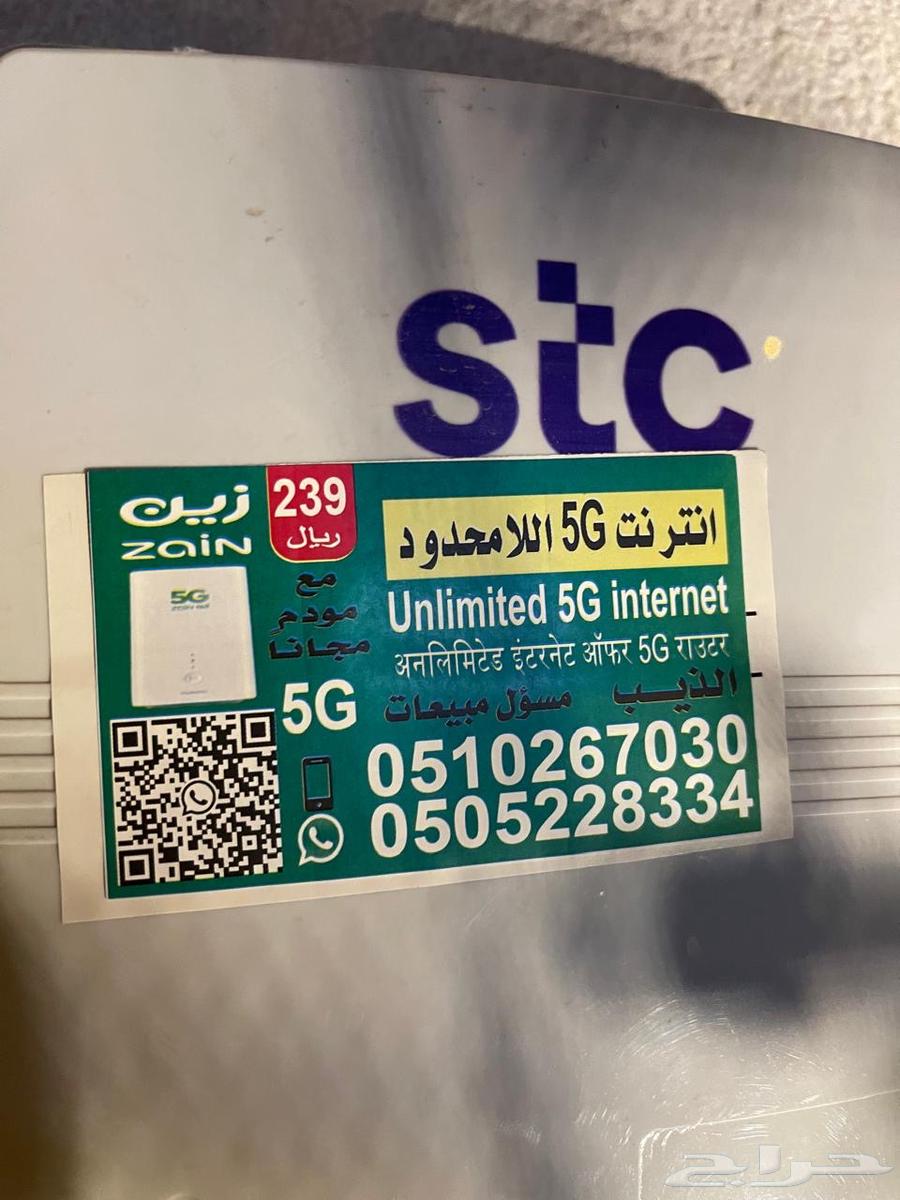 stc
زين
zain
239
ريال
مع
مودم
مجانا
5G
5G
انترنت 5G اللامحدود
Unlimited 5G internet
अनलिमिटेड इंटरनेट ऑफर 5G राउटर
الذيب مسؤل مبيعات
0510267030
0505228334
حراج